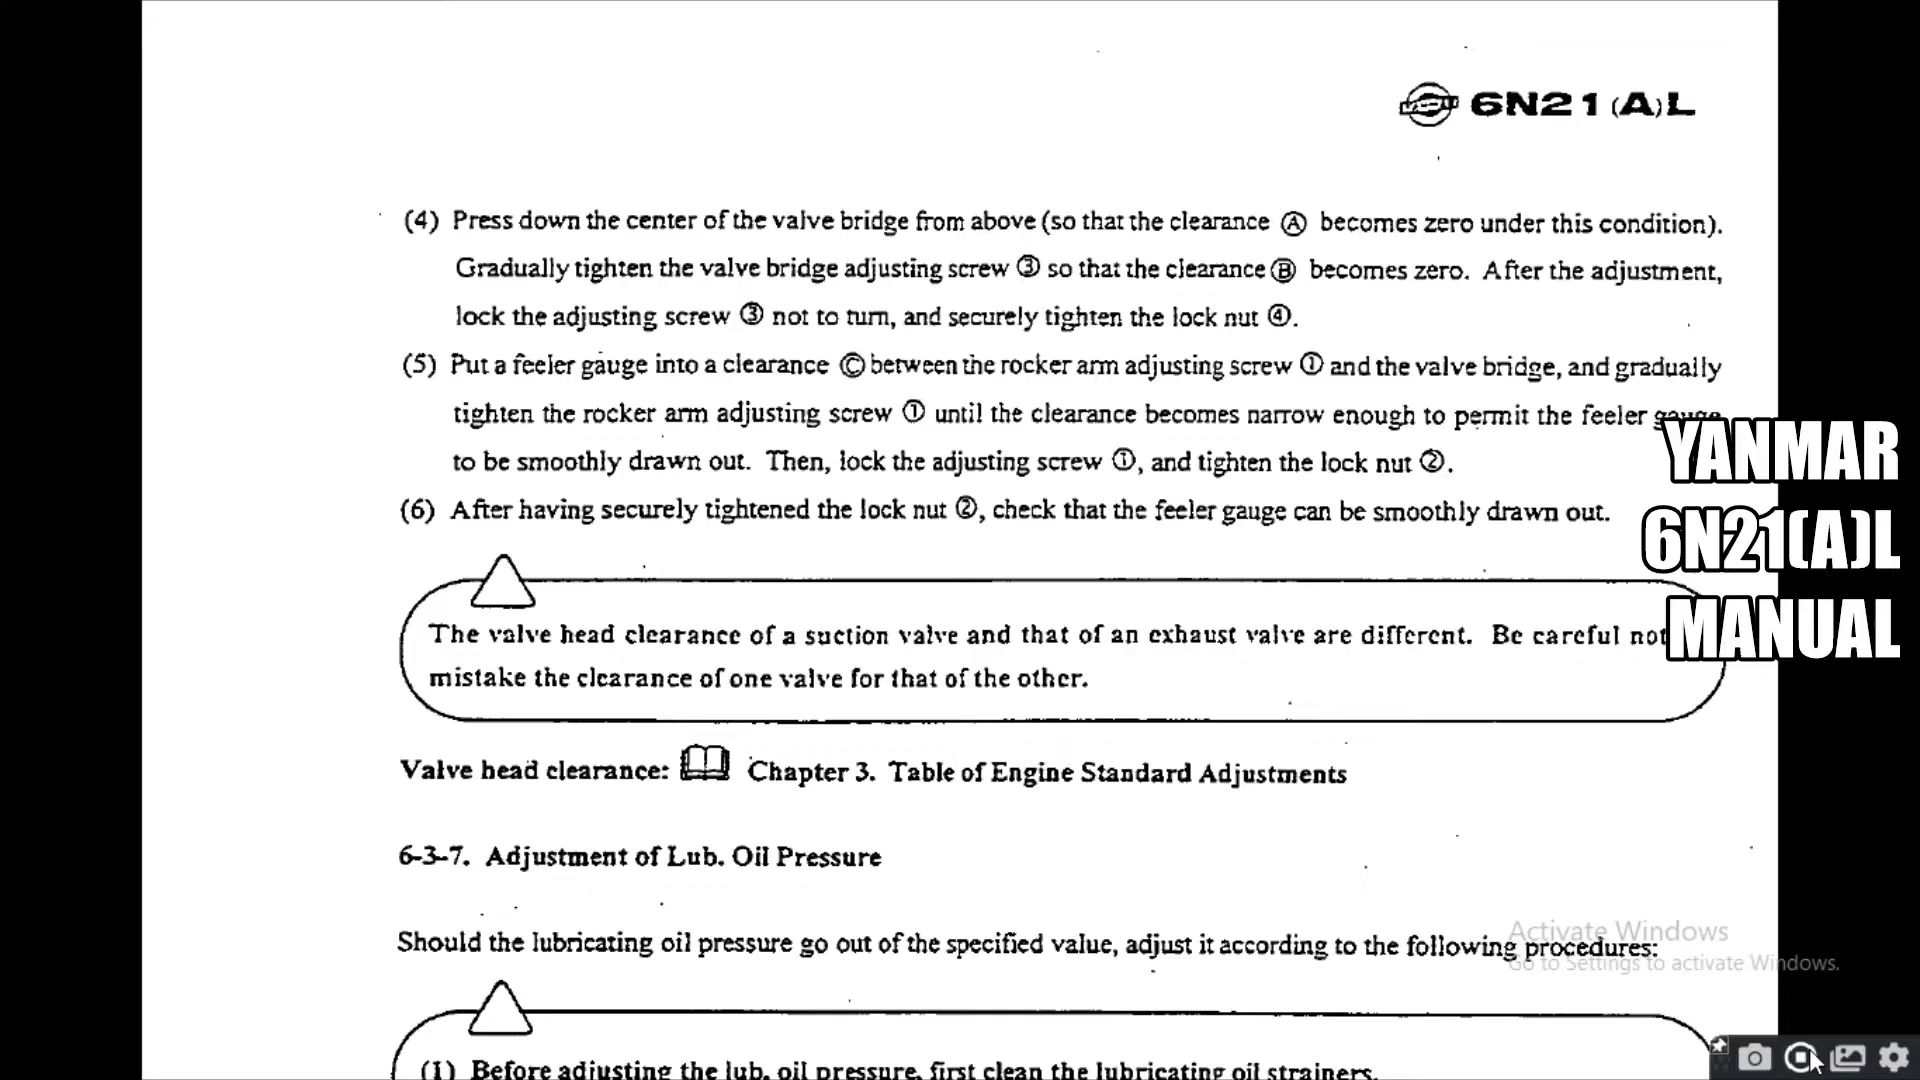 6N21(A)L
(4) Press down the center of the valve bridge from above (so that the clearance Ⓐ becomes zero under this condition).
Gradually tighten the valve bridge adjusting screw ③ so that the clearance Ⓑ becomes zero. After the adjustment,
lock the adjusting screw ③ not to turn, and securely tighten the lock nut ④.
(5) Put a feeler gauge into a clearance Ⓒ between the rocker arm adjusting screw ① and the valve bridge, and gradually
tighten the rocker arm adjusting screw ① until the clearance becomes narrow enough to permit the feeler gauge
to be smoothly drawn out. Then, lock the adjusting screw ①, and tighten the lock nut ②.
(6) After having securely tightened the lock nut ②, check that the feeler gauge can be smoothly drawn out.
YANMAR
6N21(A)L
MANUAL
The valve head clearance of a suction valve and that of an exhaust valve are different. Be careful not
mistake the clearance of one valve for that of the other.
Valve head clearance: Chapter 3. Table of Engine Standard Adjustments
6-3-7. Adjustment of Lub. Oil Pressure
Should the lubricating oil pressure go out of the specified value, adjust it according to the following procedures:
Activate Windows
Go to Settings to activate Windows.
(1) Before adjusting the lub. oil pressure, first clean the lubricating oil strainers.